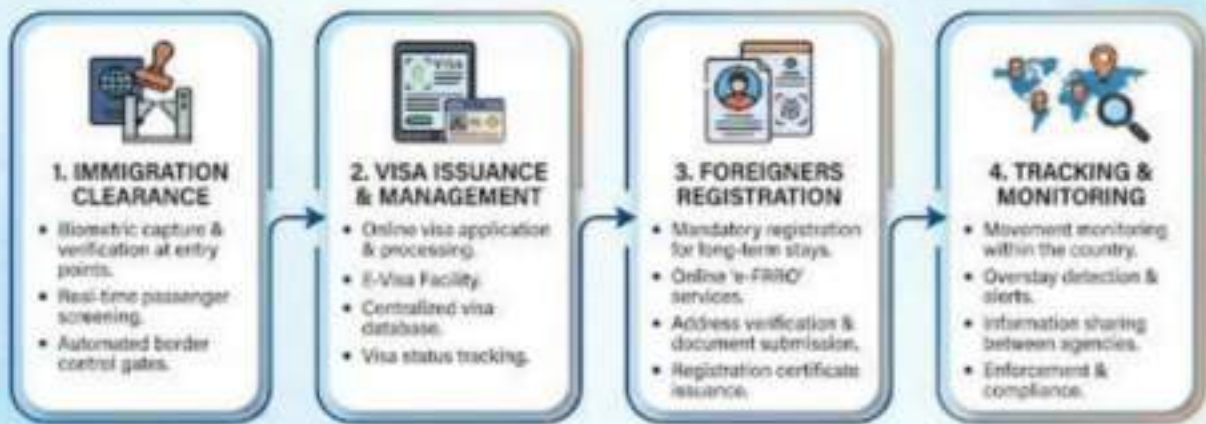 1. IMMIGRATION
CLEARANCE
• Biometric capture &
verification at entry
points.
• Real-time passenger
screening.
• Automated border
control gates.
VISA
2. VISA ISSUANCE
& MANAGEMENT
• Online visa application
& processing.
• E-Visa Facility.
• Centralized visa
database.
• Visa status tracking.
3. FOREIGNERS
REGISTRATION
• Mandatory registration
for long-term stays.
• Online 'e-FRRO'
services.
• Address verification &
document submission.
• Registration certificate
issuance.
4. TRACKING &
MONITORING
• Movement monitoring
within the country.
• Overstay detection &
alerts.
• Information sharing
between agencies.
• Enforcement &
compliance.